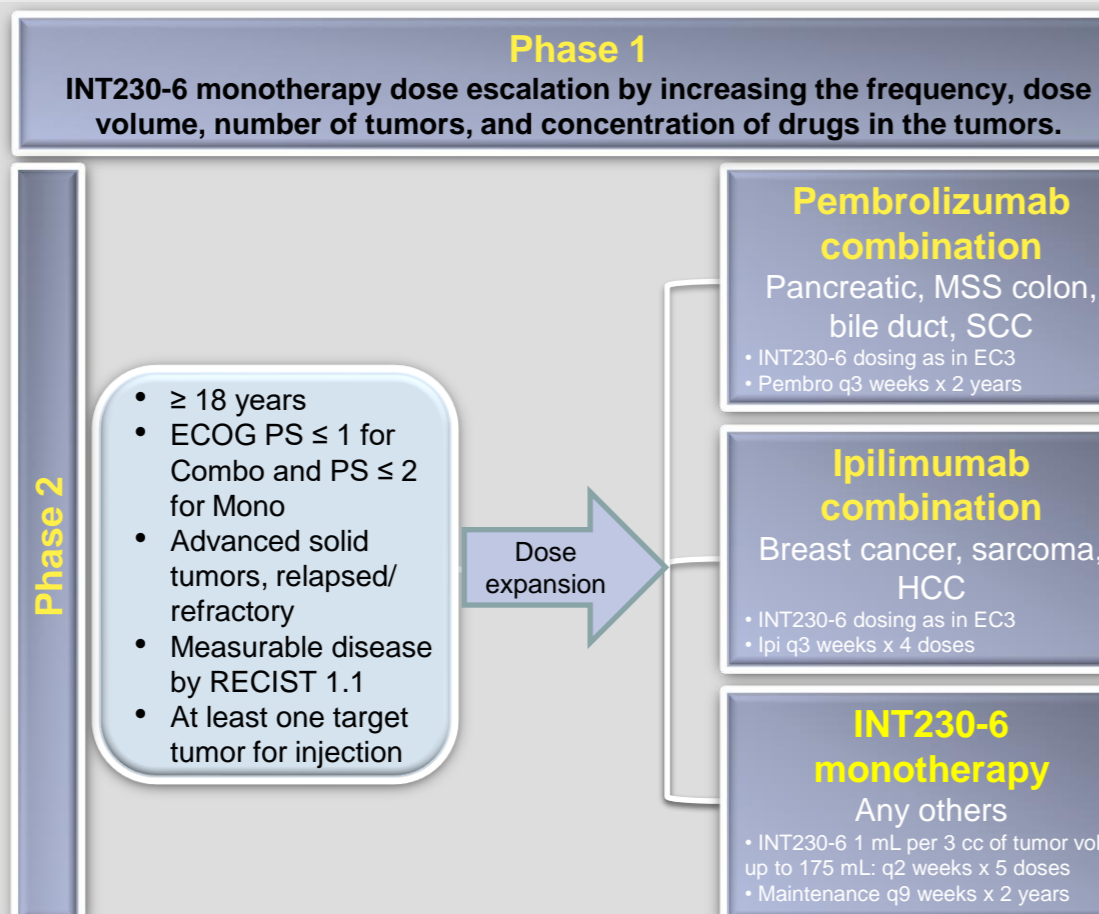 Phase 1
INT230-6 monotherapy dose escalation by increasing the frequency, dose
volume, number of tumors, and concentration of drugs in the tumors.
Phase 2
• ≥ 18 years
• ECOG PS ≤ 1 for
Combo and PS ≤ 2
for Mono
• Advanced solid
tumors, relapsed/
refractory
• Measurable disease
by RECIST 1.1
• At least one target
tumor for injection
Dose
expansion
Pembrolizumab
combination
Pancreatic, MSS colon,
bile duct, SCC
• INT230-6 dosing as in EC3
• Pembro q3 weeks x 2 years
Ipilimumab
combination
Breast cancer, sarcoma,
HCC
• INT230-6 dosing as in EC3
• Ipi q3 weeks x 4 doses
INT230-6
monotherapy
Any others
• INT230-6 1 mL per 3 cc of tumor
up to 175 mL: q2 weeks x 5 doses
• Maintenance q9 weeks x 2 years